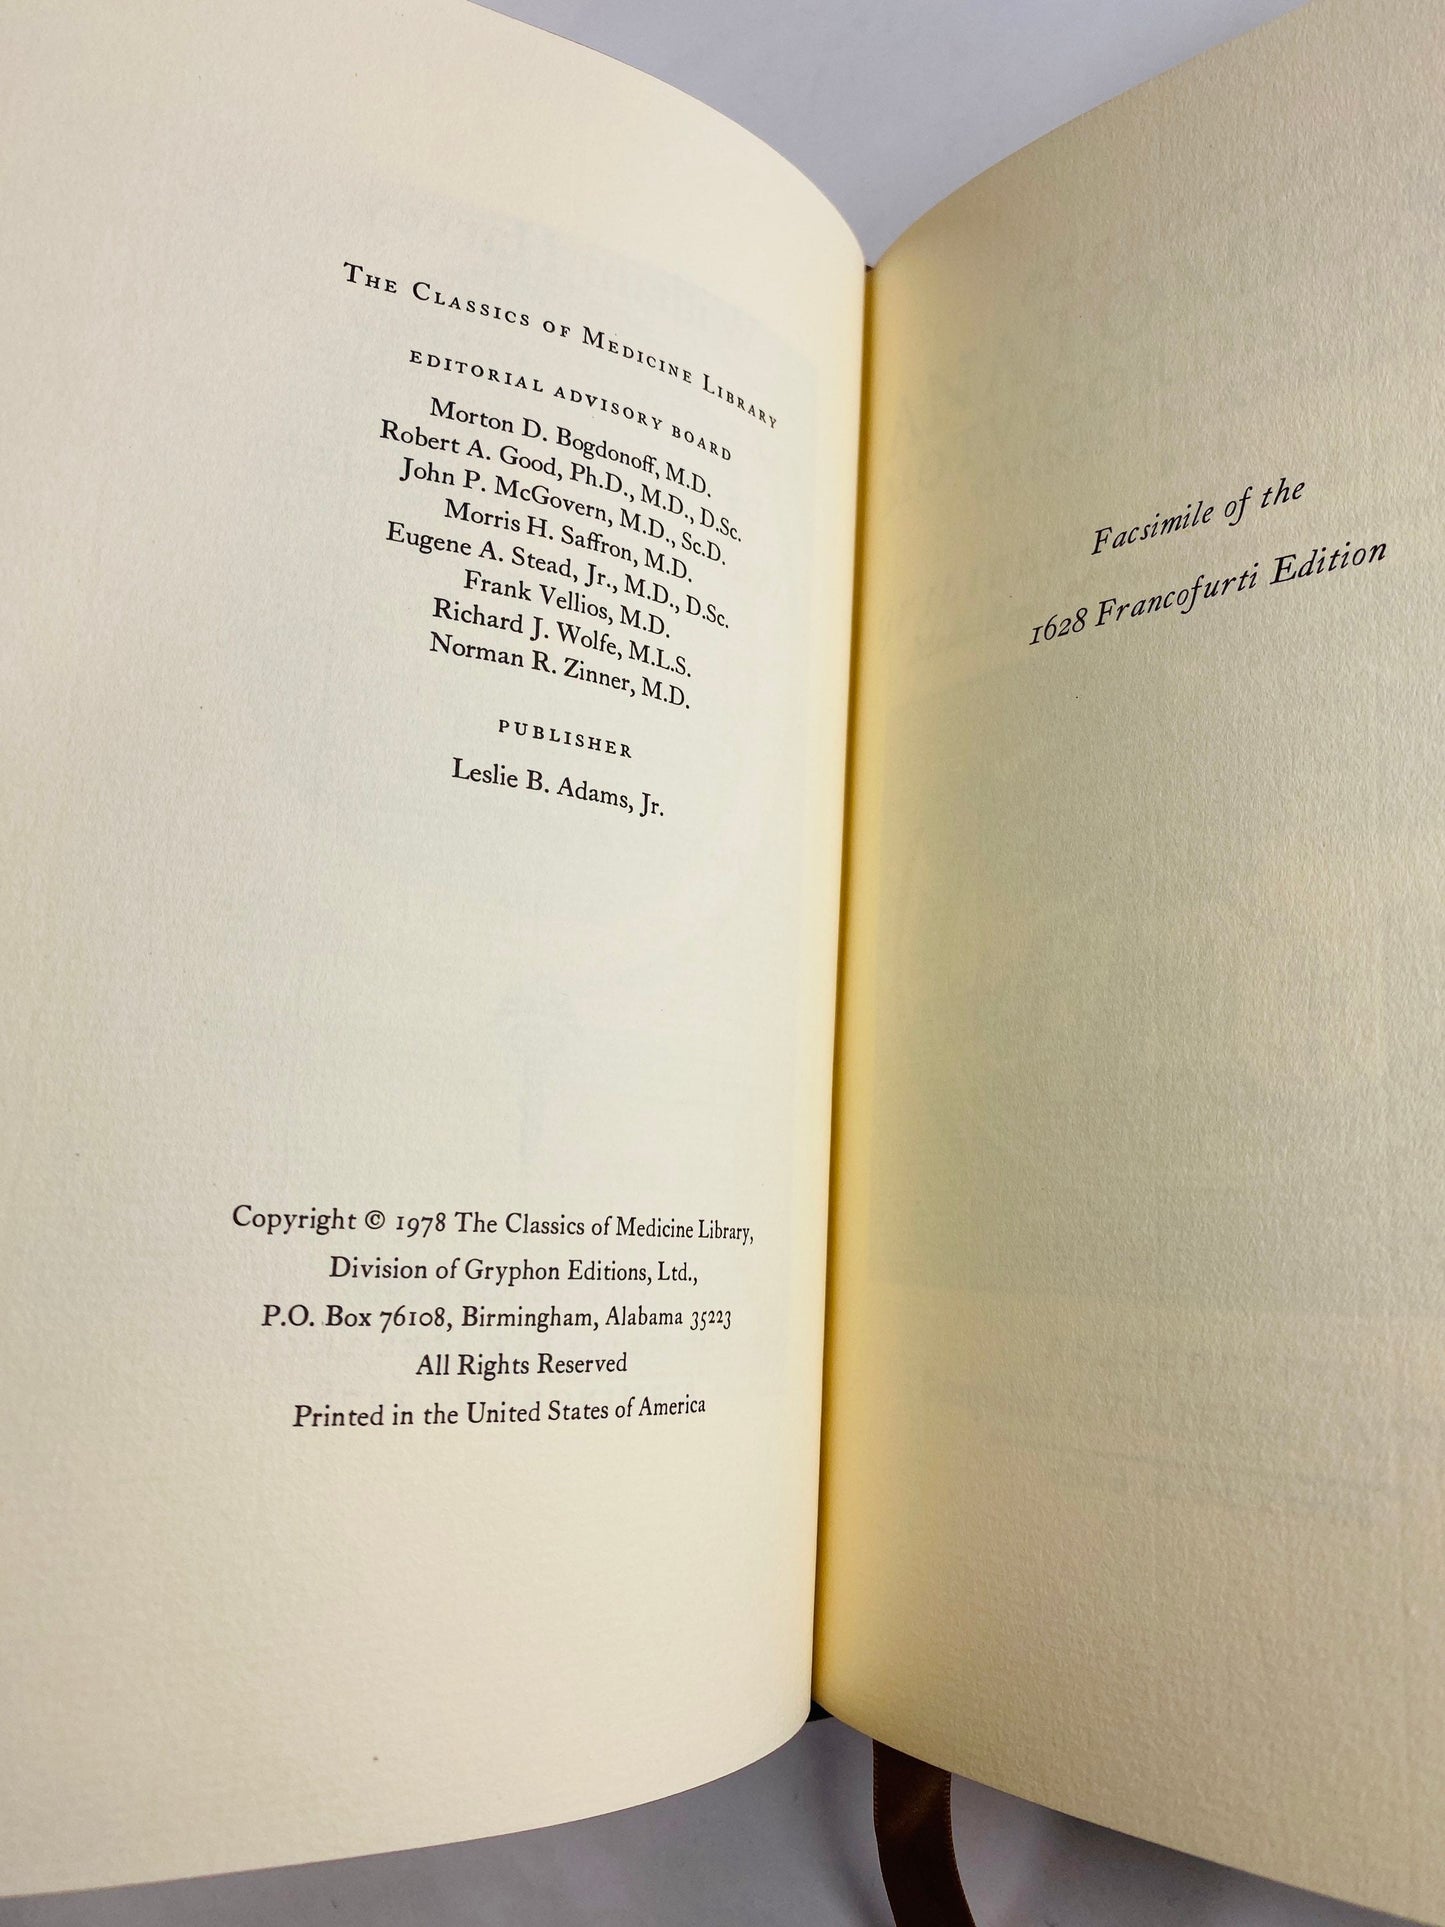 The Classics of Medicine Library
EDITORIAL ADVISORY BOARD
Morton D. Bogdonoff, M.D.
Robert A. Good, Ph.D., M.D., D.Sc.
John P. McGovern, M.D., Sc.D.
Morris H. Saffron, M.D.
Eugene A. Stead, Jr., M.D., D.Sc.
Frank Vellios, M.D.
Richard J. Wolfe, M.L.S.
Norman R. Zinner, M.D.
PUBLISHER
Leslie B. Adams, Jr.
Copyright © 1978 The Classics of Medicine Library,
Division of Gryphon Editions, Ltd.,
P.O. Box 76108, Birmingham, Alabama 35223
All Rights Reserved
Printed in the United States of America
Facsimile of the
1628 Francofurti Edition